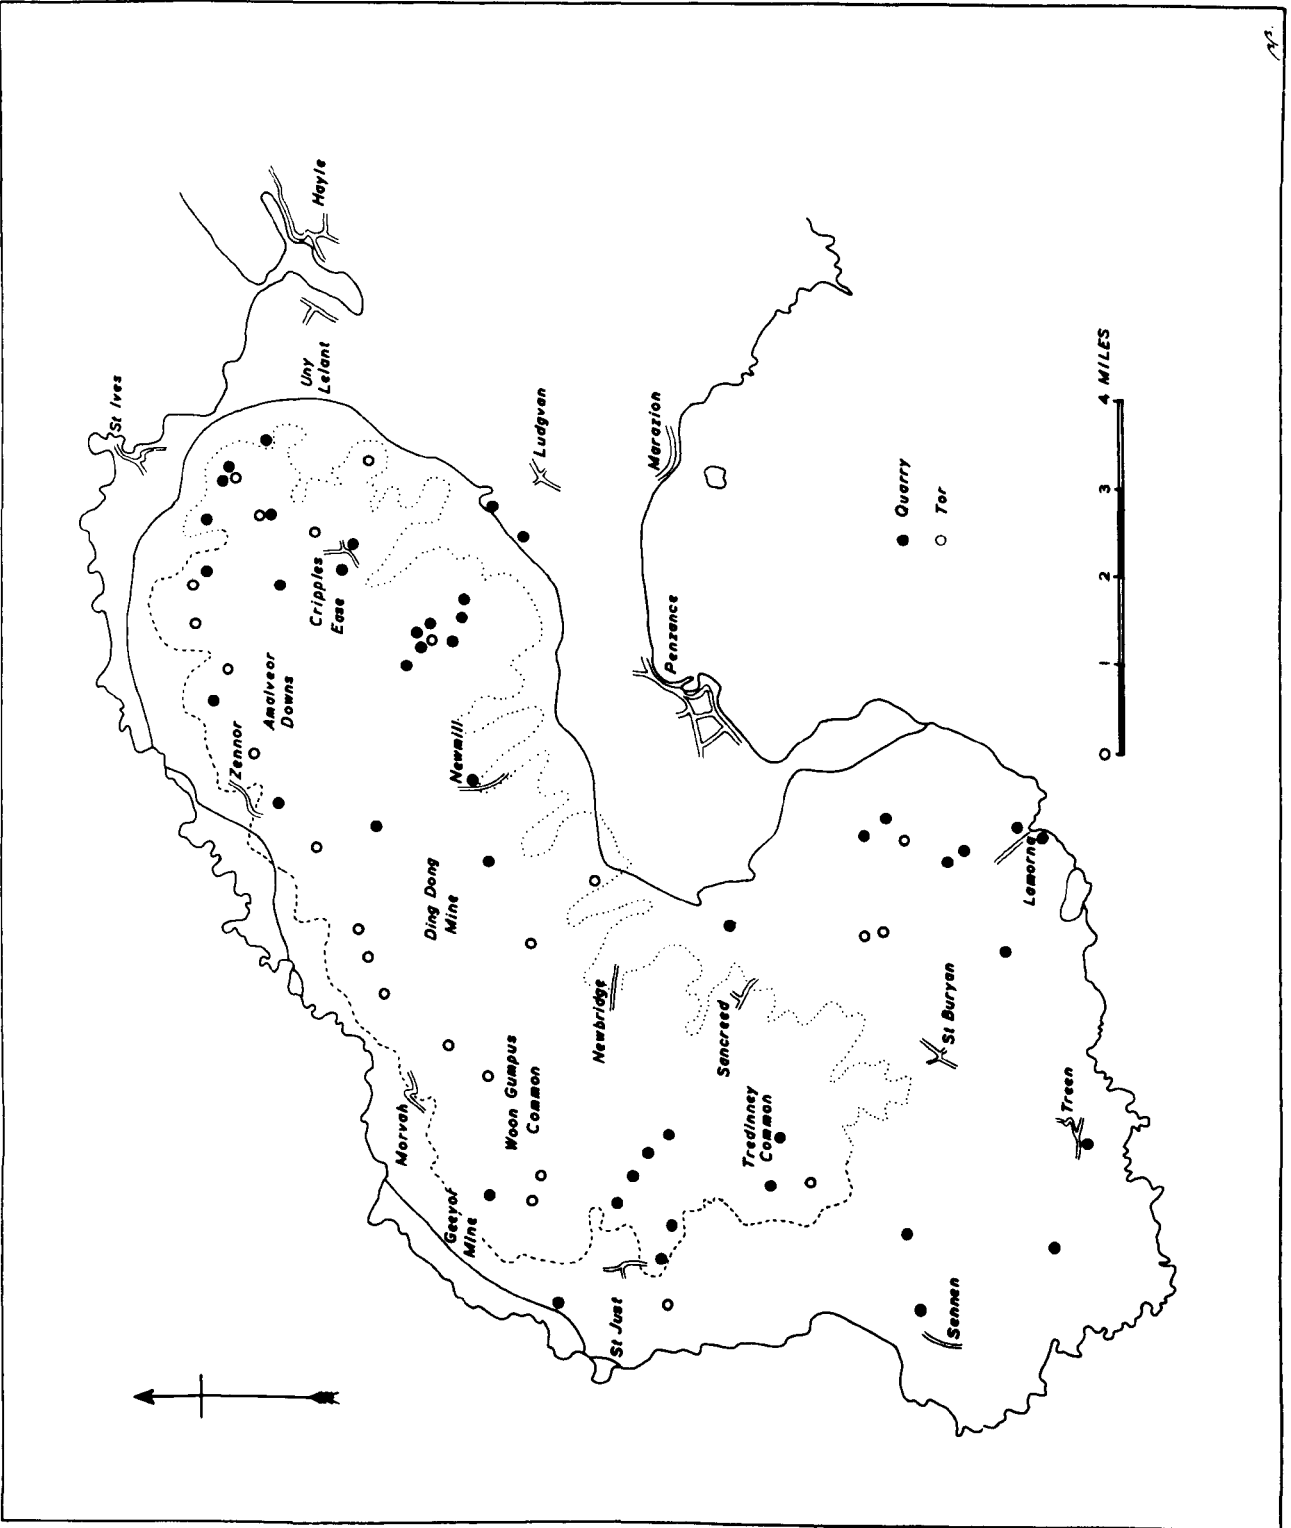 St Ives
Hayle
Uny
Lelant
Zennor
Amalveor
Downs
Cripples
Ease
Ludgvan
Marazion
Penzance
Newmill
Ding Dong
Mine
Morvah
Woon Gumpus
Common
Geevor
Mine
Newbridge
Sancreed
St Just
Tredinney
Common
St Buryan
Lamorna
Treen
Sennen
Quarry
Tor
0 1 2 3 4 MILES